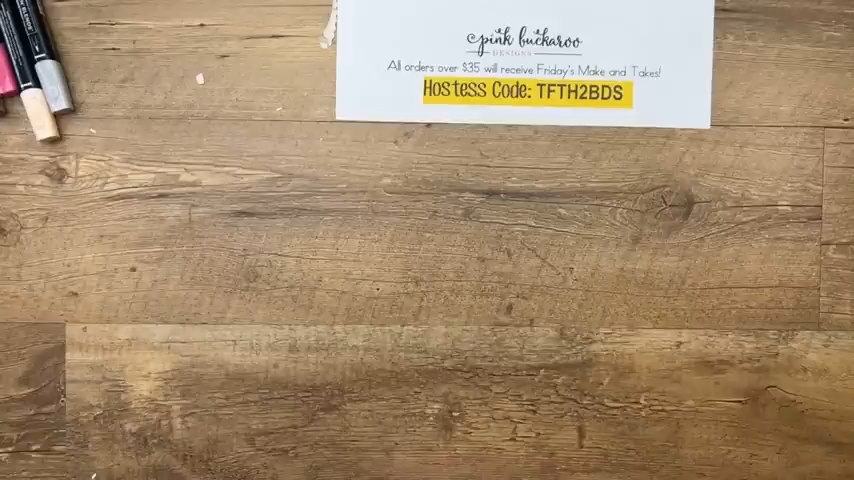 pink buckaroo
DESIGNS
All orders over $35 will receive Friday's Make and Takes!
Hostess Code: TFTH2BDS